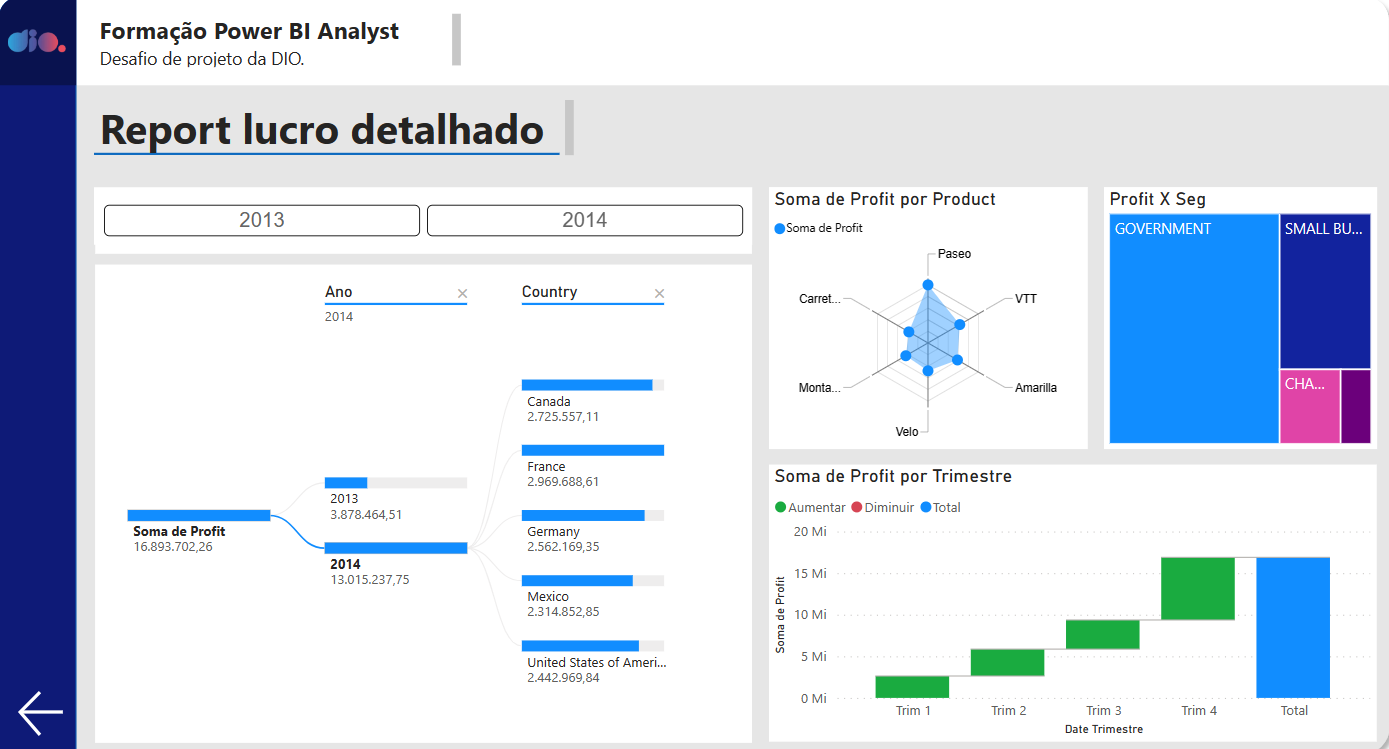 dio.
Formação Power BI Analyst
Desafio de projeto da DIO.
Report lucro detalhado
2013
2014
Ano
2014
Country
Soma de Profit
16.893.702,26
2013
3.878.464,51
2014
13.015.237,75
Canada
2.725.557,11
France
2.969.688,61
Germany
2.562.169,35
Mexico
2.314.852,85
United States of Ameri...
2.442.969,84
Soma de Profit por Product
Soma de Profit
Paseo
VTT
Amarilla
Velo
Monta...
Carret...
Profit X Seg
GOVERNMENT
SMALL BU...
CHA...
Soma de Profit por Trimestre
Aumentar
Diminuir
Total
Soma de Profit
20 Mi
15 Mi
10 Mi
5 Mi
0 Mi
Trim 1
Trim 2
Trim 3
Trim 4
Total
Date Trimestre